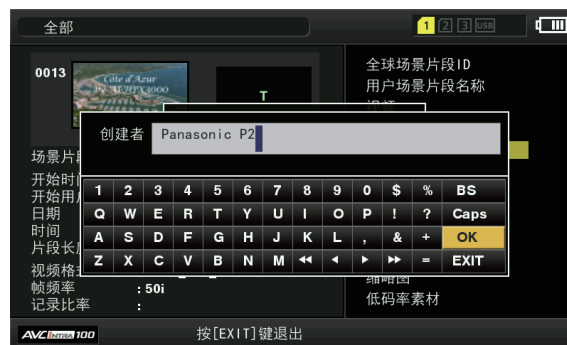 全部
1 2 3 USB
0013
Côte d'Azur
T
全球场景片段ID
用户场景片段名称
创建者 Panasonic P2
1 2 3 4 5 6 7 8 9 0 $ % BS
Q W E R T Y U I O P ! ? Caps
A S D F G H J K L , & + OK
Z X C V B N M ◀◀ ◀ ▶ ▶▶ = EXIT
场景片
开始时间
开始用
日期
时间
片段长
视频格
帧频率 : 50i
记录比率 :
缩略图
低码率素材
AVC INTRA 100
按[EXIT]键退出